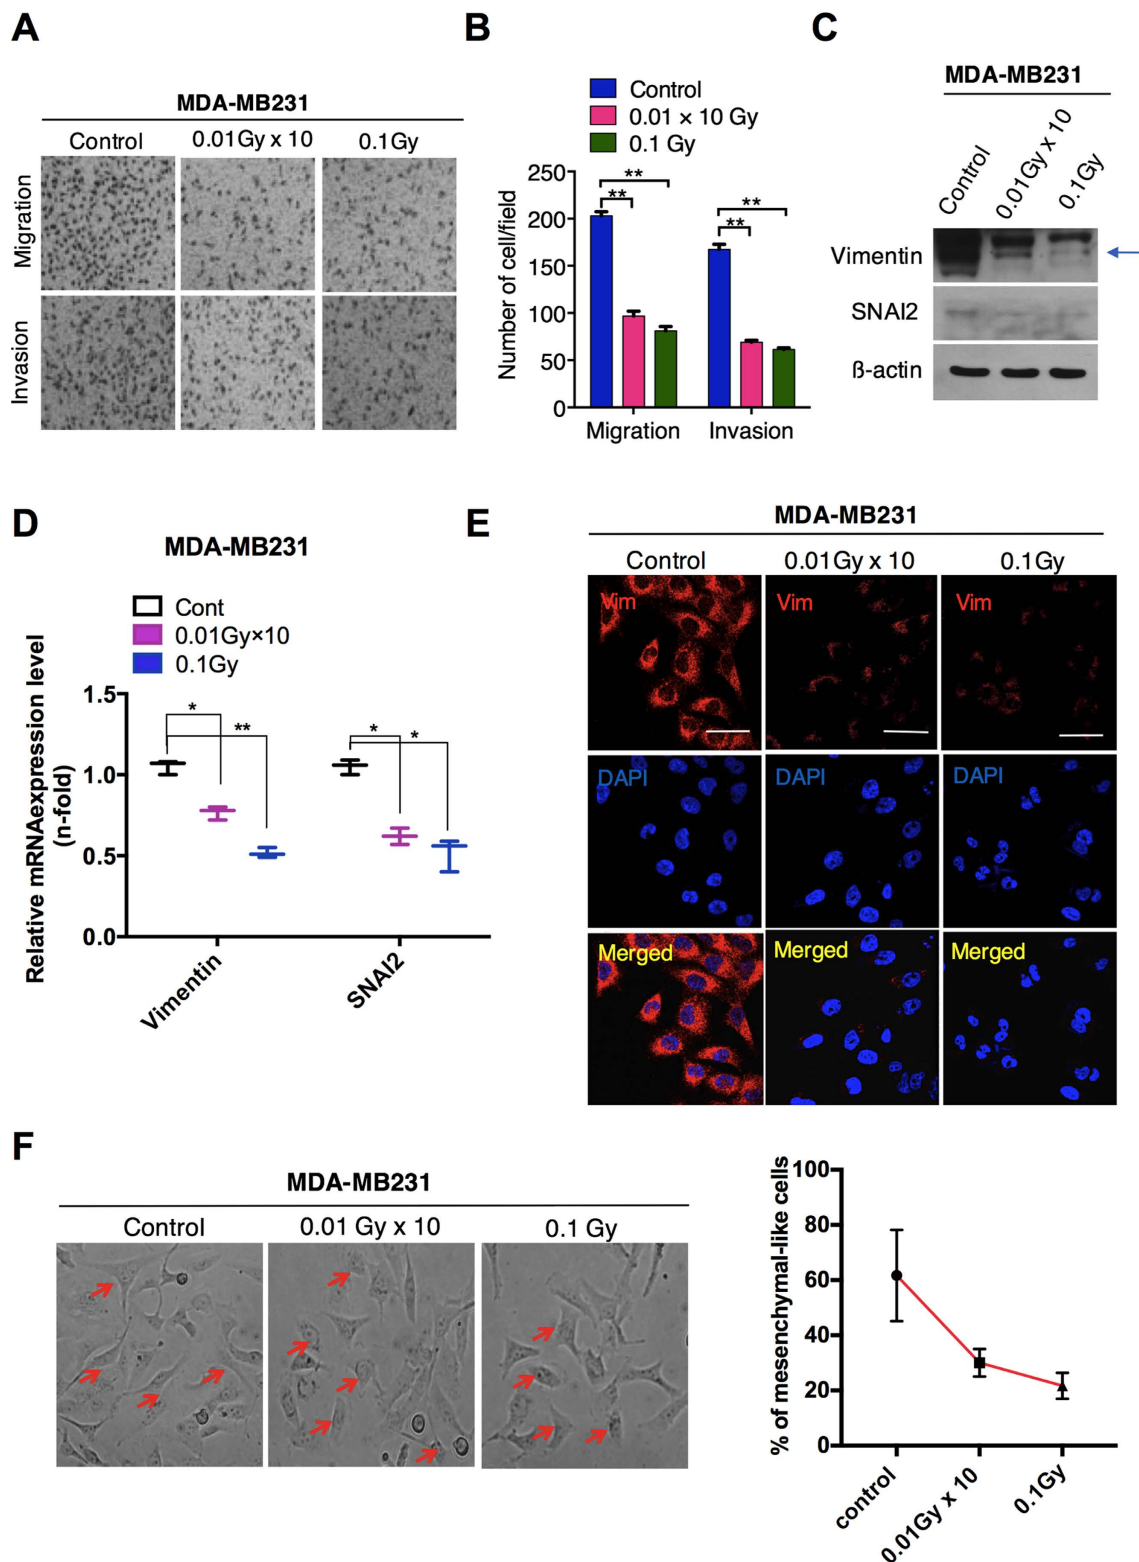 A
MDA-MB231
Control 0.01Gy x 10 0.1Gy
Migration
Invasion
B
Control
0.01 × 10 Gy
0.1 Gy
Number of cell/field
250
200
150
100
50
0
** **
** **
Migration Invasion
C
MDA-MB231
Control 0.01Gy x 10 0.1Gy
Vimentin
SNAI2
ß-actin
D
MDA-MB231
Cont
0.01Gy×10
0.1Gy
Relative mRNAexpression level
(n-fold)
1.5
1.0
0.5
0.0
* ** * *
Vimentin SNAI2
E
MDA-MB231
Control 0.01Gy x 10 0.1Gy
Vim Vim Vim
DAPI DAPI DAPI
Merged Merged Merged
F
MDA-MB231
Control 0.01 Gy x 10 0.1 Gy
% of mesenchymal-like cells
100
80
60
40
20
0
control 0.01Gy x 10 0.1Gy